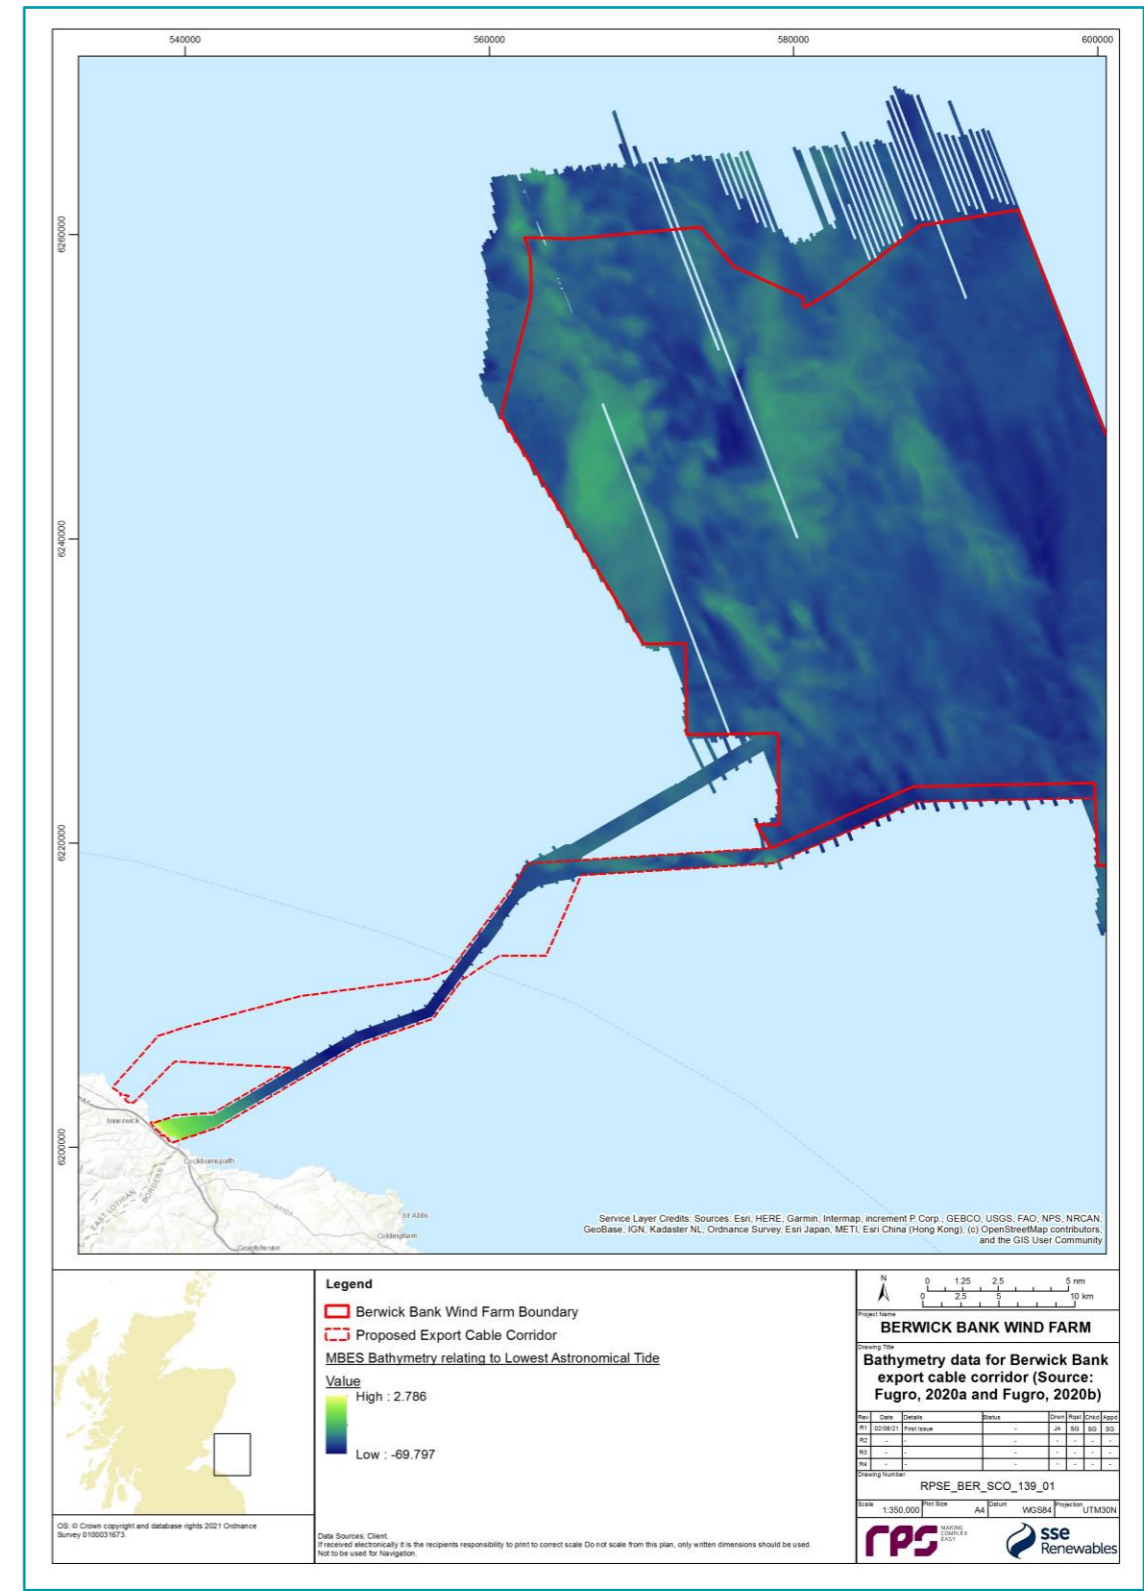 540000
560000
580000
600000
6260000
6240000
6220000
6200000
Innerwick
Cockburnspath
EAST LOTHIAN
BORDERS
A1107
St Abbs
Coldingham
Grantshouse
Service Layer Credits: Sources: Esri, HERE, Garmin, Intermap, increment P Corp., GEBCO, USGS, FAO, NPS, NRCAN,
GeoBase, IGN, Kadaster NL, Ordnance Survey, Esri Japan, METI, Esri China (Hong Kong), (c) OpenStreetMap contributors,
and the GIS User Community
OS: © Crown copyright and database rights 2021 Ordnance
Survey 0100031673.
Legend
Berwick Bank Wind Farm Boundary
Proposed Export Cable Corridor
MBES Bathymetry relating to Lowest Astronomical Tide
Value
High : 2.786
Low : -69.797
Data Sources: Client.
If received electronically it is the recipients responsibility to print to correct scale Do not scale from this plan, only written dimensions should be used.
Not to be used for Navigation.
N
0 1.25 2.5 5 nm
0 2.5 5 10 km
Project Name
BERWICK BANK WIND FARM
Drawing Title
Bathymetry data for Berwick Bank
export cable corridor (Source:
Fugro, 2020a and Fugro, 2020b)
Rev Date Details Status Drwn Rqst Chkd Appd
R1 02/08/21 First Issue - JA SG SG SG
R2 - - - - - - -
R3 - - - - - - -
R4 - - - - - - -
Drawing Number
RPSE_BER_SCO_139_01
Scale 1:350,000 Plot Size A4 Datum WGS84 Projection UTM30N
rps MAKING
COMPLEX
EASY
sse
Renewables